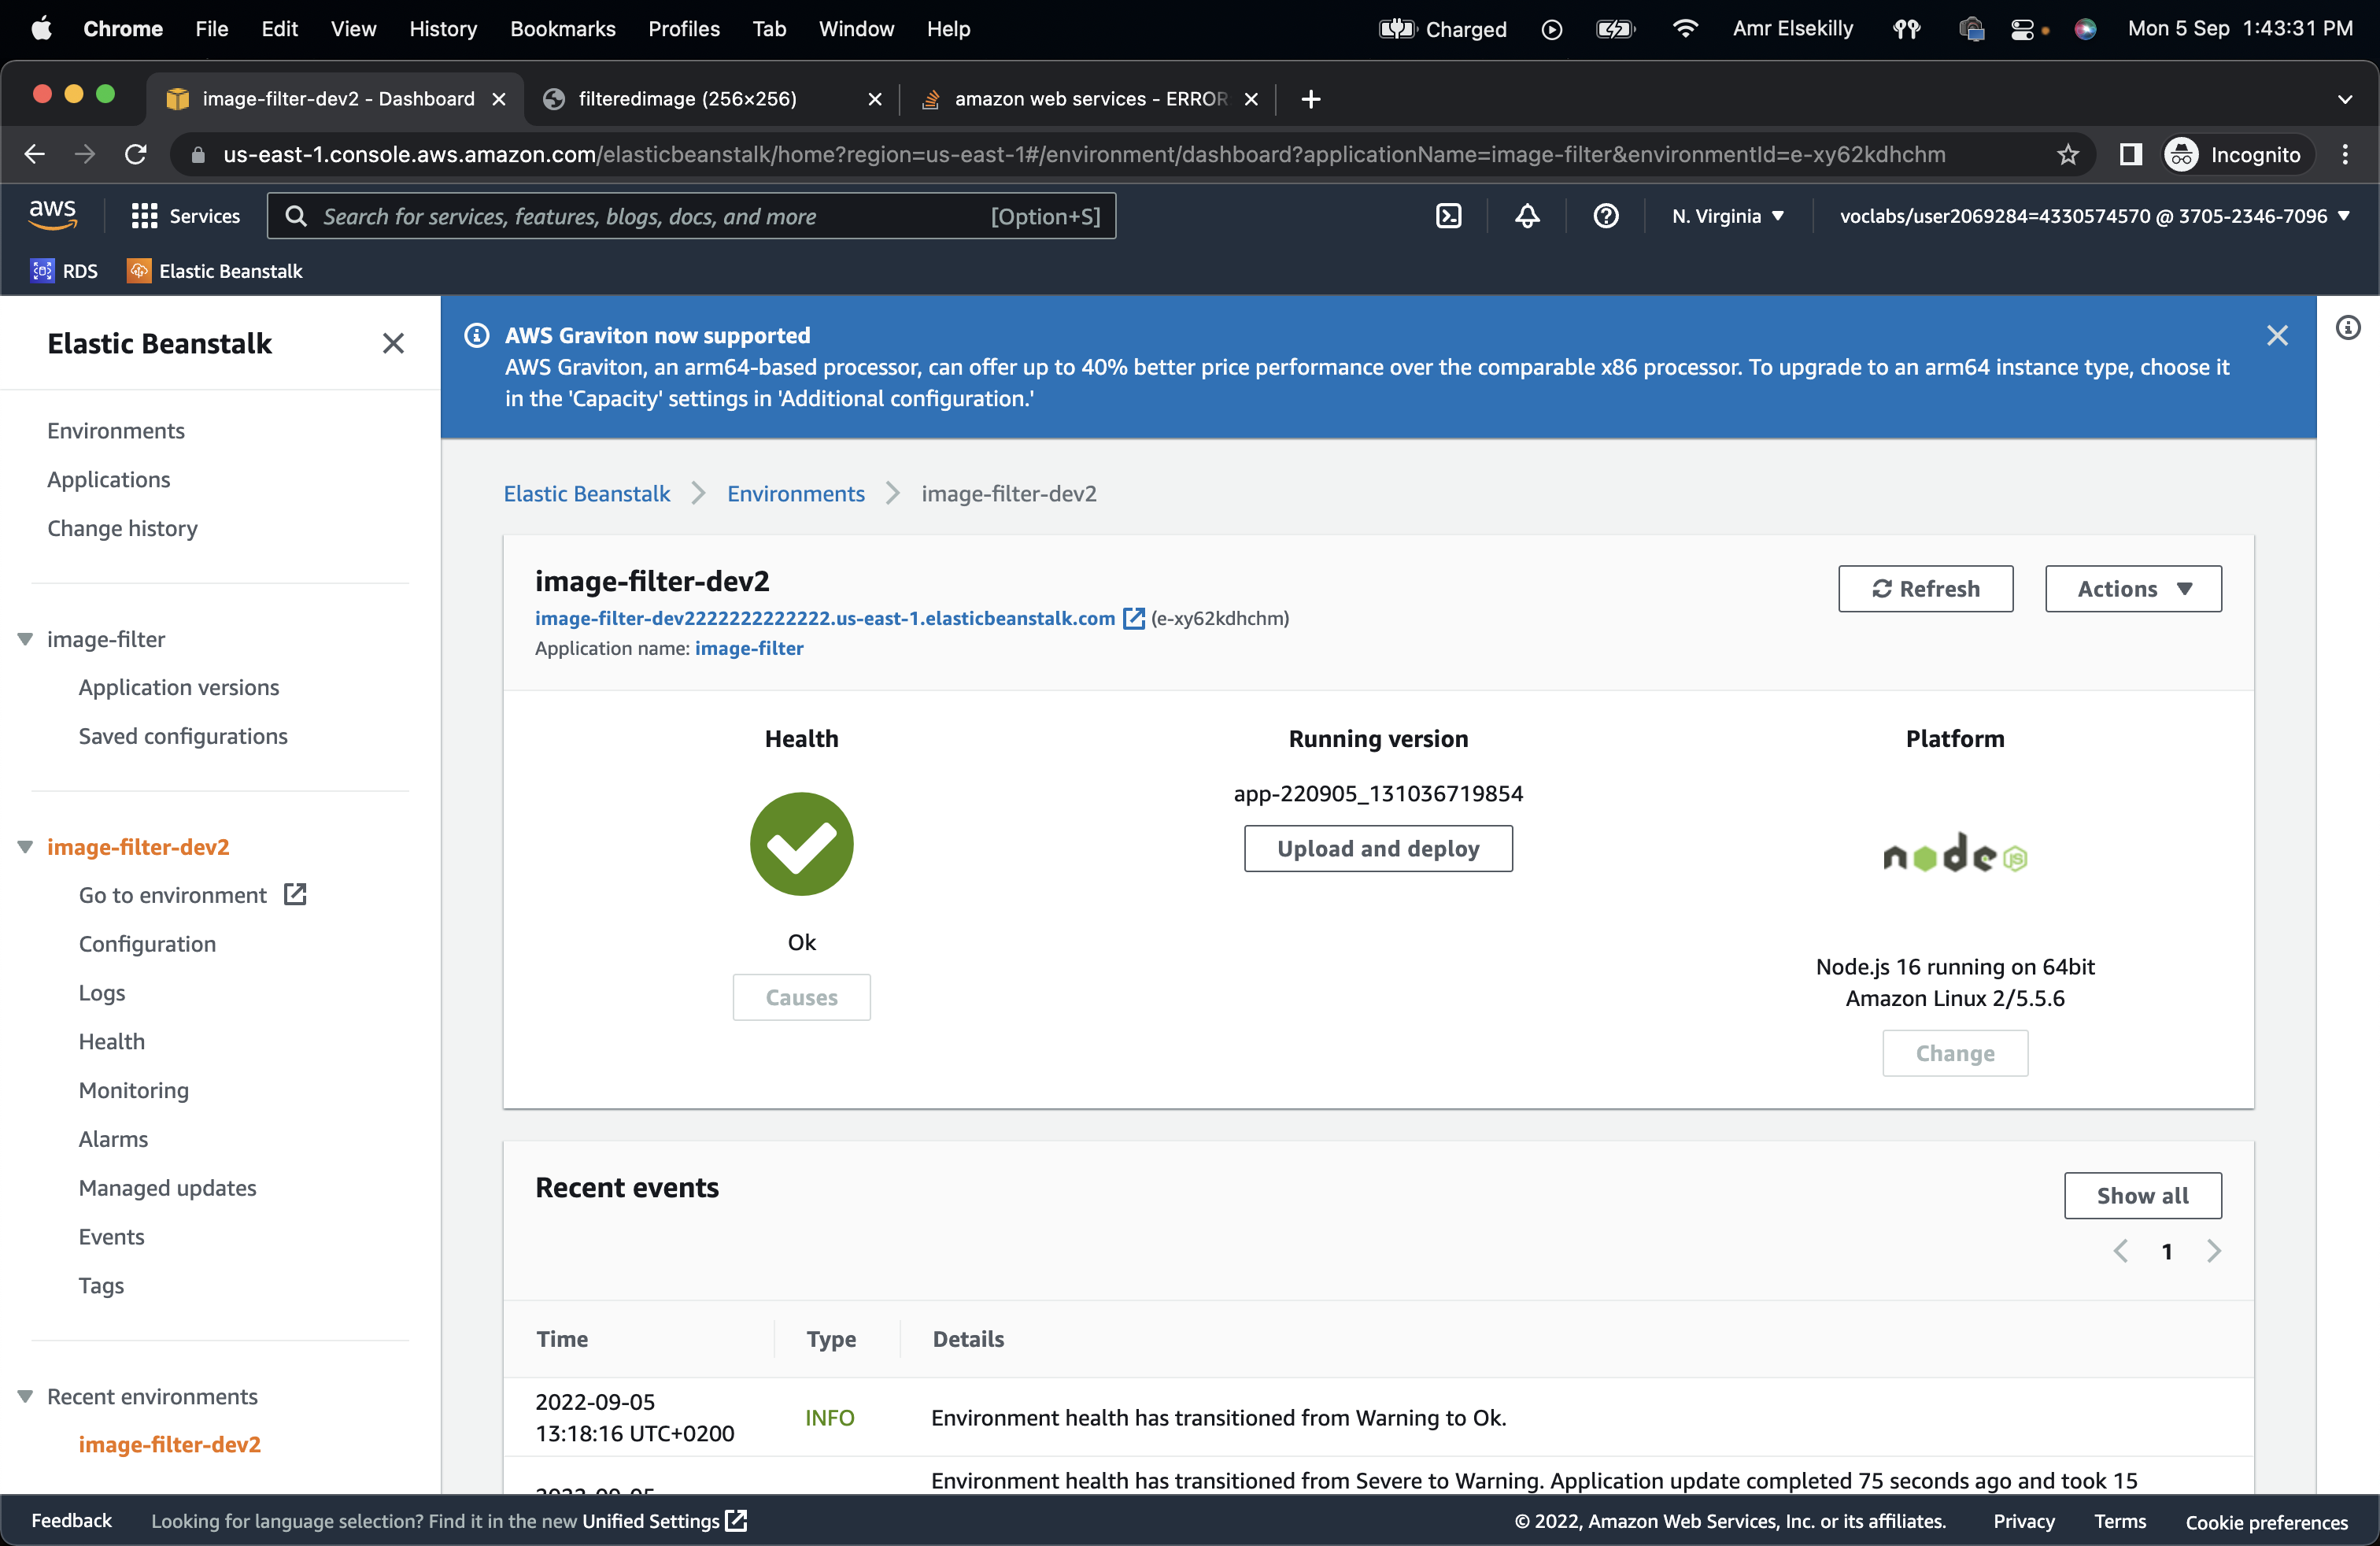 Chrome File Edit View History Bookmarks Profiles Tab Window Help Charged Amr Elsekilly Mon 5 Sep 1:43:31 PM
image-filter-dev2 - Dashboard filteredimage (256×256) amazon web services - ERROR
us-east-1.console.aws.amazon.com/elasticbeanstalk/home?region=us-east-1#/environment/dashboard?applicationName=image-filter&environmentId=e-xy62kdhchm Incognito
aws Services Search for services, features, blogs, docs, and more [Option+S] N. Virginia voclabs/user2069284=4330574570 @ 3705-2346-7096
RDS Elastic Beanstalk
Elastic Beanstalk
Environments
Applications
Change history
image-filter
Application versions
Saved configurations
image-filter-dev2
Go to environment
Configuration
Logs
Health
Monitoring
Alarms
Managed updates
Events
Tags
Recent environments
image-filter-dev2
AWS Graviton now supported
AWS Graviton, an arm64-based processor, can offer up to 40% better price performance over the comparable x86 processor. To upgrade to an arm64 instance type, choose it
in the 'Capacity' settings in 'Additional configuration.'
Elastic Beanstalk Environments image-filter-dev2
image-filter-dev2
image-filter-dev2222222222222.us-east-1.elasticbeanstalk.com (e-xy62kdhchm)
Application name: image-filter
Refresh Actions
Health
Ok
Causes
Running version
app-220905_131036719854
Upload and deploy
Platform
node JS
Node.js 16 running on 64bit
Amazon Linux 2/5.5.6
Change
Recent events
Show all
1
Time Type Details
2022-09-05
13:18:16 UTC+0200
INFO
Environment health has transitioned from Warning to Ok.
2022-09-05
Environment health has transitioned from Severe to Warning. Application update completed 75 seconds ago and took 15
Feedback Looking for language selection? Find it in the new Unified Settings © 2022, Amazon Web Services, Inc. or its affiliates. Privacy Terms Cookie preferences